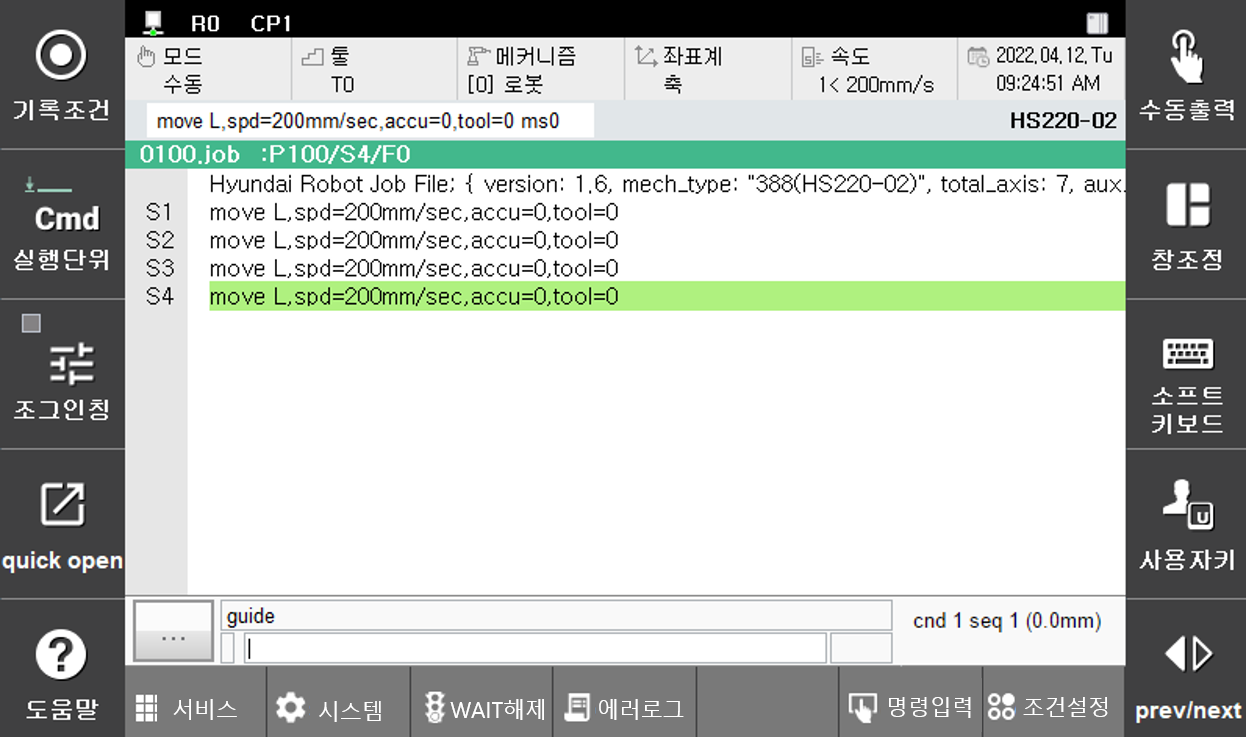 R0 CP1
모드 툴 메커니즘 좌표계 속도 2022.04.12.Tu
수동 T0 [0] 로봇 축 1< 200mm/s 09:24:51 AM
move L,spd=200mm/sec,accu=0,tool=0 ms0 HS220-02
0100.job :P100/S4/F0
Hyundai Robot Job File; { version: 1.6, mech_type: "388(HS220-02)", total_axis: 7, aux.
S1 move L,spd=200mm/sec,accu=0,tool=0
S2 move L,spd=200mm/sec,accu=0,tool=0
S3 move L,spd=200mm/sec,accu=0,tool=0
S4 move L,spd=200mm/sec,accu=0,tool=0
...
guide
cnd 1 seq 1 (0.0mm)
기록조건
Cmd
실행단위
조그인칭
quick open
도움말
수동출력
창조정
소프트
키보드
U
사용자키
prev/next
서비스 시스템 WAIT해제 에러로그 명령입력 조건설정